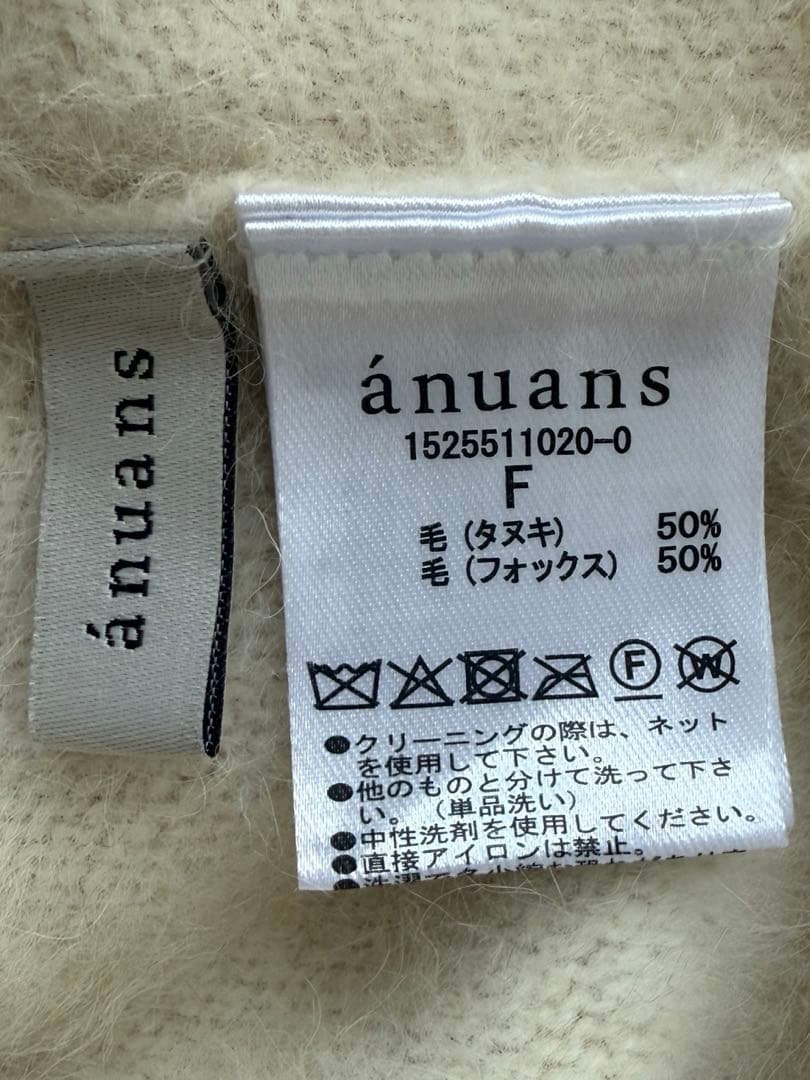 ánuans
ánuans
1525511020-0
F
毛 (タヌキ) 50%
毛 (フォックス) 50%
F
W
●クリーニングの際は、ネット
を使用して下さい。
●他のものと分けて洗って下さ
い。(単品洗い)
●中性洗剤を使用してください。
●直接アイロンは禁止。